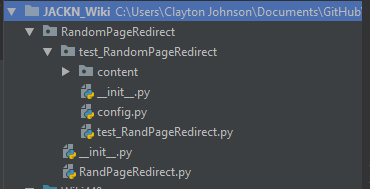 JACKN_Wiki C:\Users\Clayton Johnson\Documents\GitHub
RandomPageRedirect
test_RandomPageRedirect
content
__init__.py
config.py
test_RandPageRedirect.py
__init__.py
RandPageRedirect.py